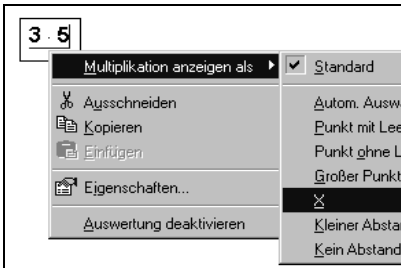 3 · 5
Multiplikation anzeigen als
Ausschneiden
Kopieren
Einfügen
Eigenschaften...
Auswertung deaktivieren
Standard
Autom. Ausw
Punkt mit Lee
Punkt ohne L
Großer Punkt
X
Kleiner Absta
Kein Abstand